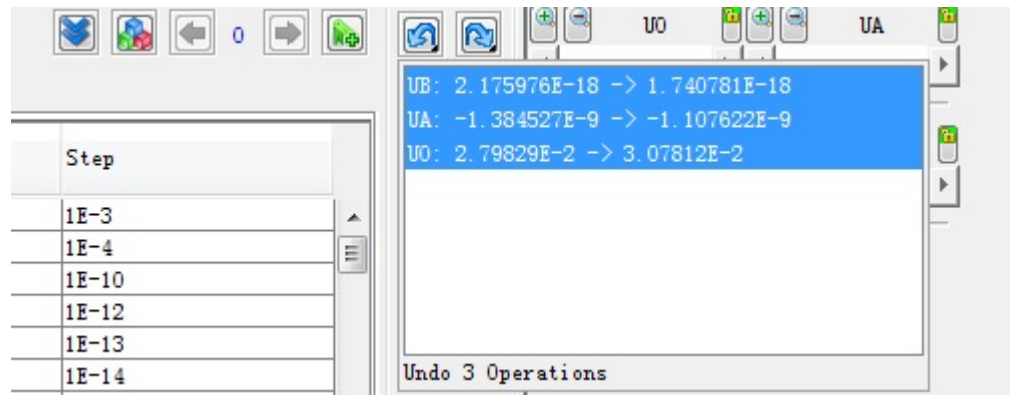 0
UO
UA
UB: 2.175976E-18 -> 1.740781E-18
UA: -1.384527E-9 -> -1.107622E-9
UO: 2.79829E-2 -> 3.07812E-2
Undo 3 Operations
Step
1E-3
1E-4
1E-10
1E-12
1E-13
1E-14